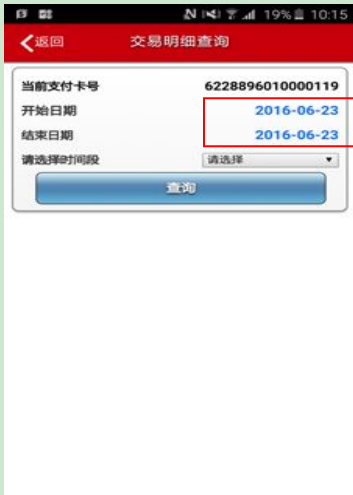 19% 10:15
返回 交易明细查询
当前支付卡号 6228896010000119
开始日期 2016-06-23
结束日期 2016-06-23
请选择时间段 请选择
查询